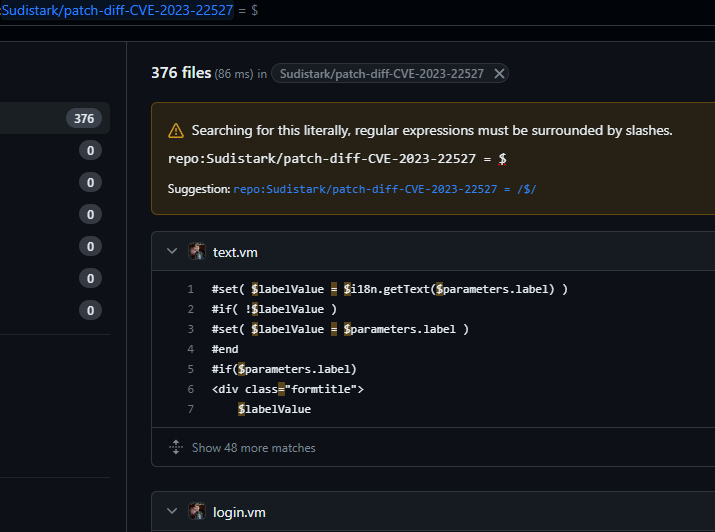 :Sudistark/patch-diff-CVE-2023-22527 = $
376 files (86 ms) in Sudistark/patch-diff-CVE-2023-22527
376
0
0
0
0
0
0
Searching for this literally, regular expressions must be surrounded by slashes.
repo:Sudistark/patch-diff-CVE-2023-22527 = $
Suggestion: repo:Sudistark/patch-diff-CVE-2023-22527 = /$/
text.vm
1 #set( $labelValue = $i18n.getText($parameters.label) )
2 #if( !$labelValue )
3 #set( $labelValue = $parameters.label )
4 #end
5 #if($parameters.label)
6 <div class="formtitle">
7 $labelValue
Show 48 more matches
login.vm